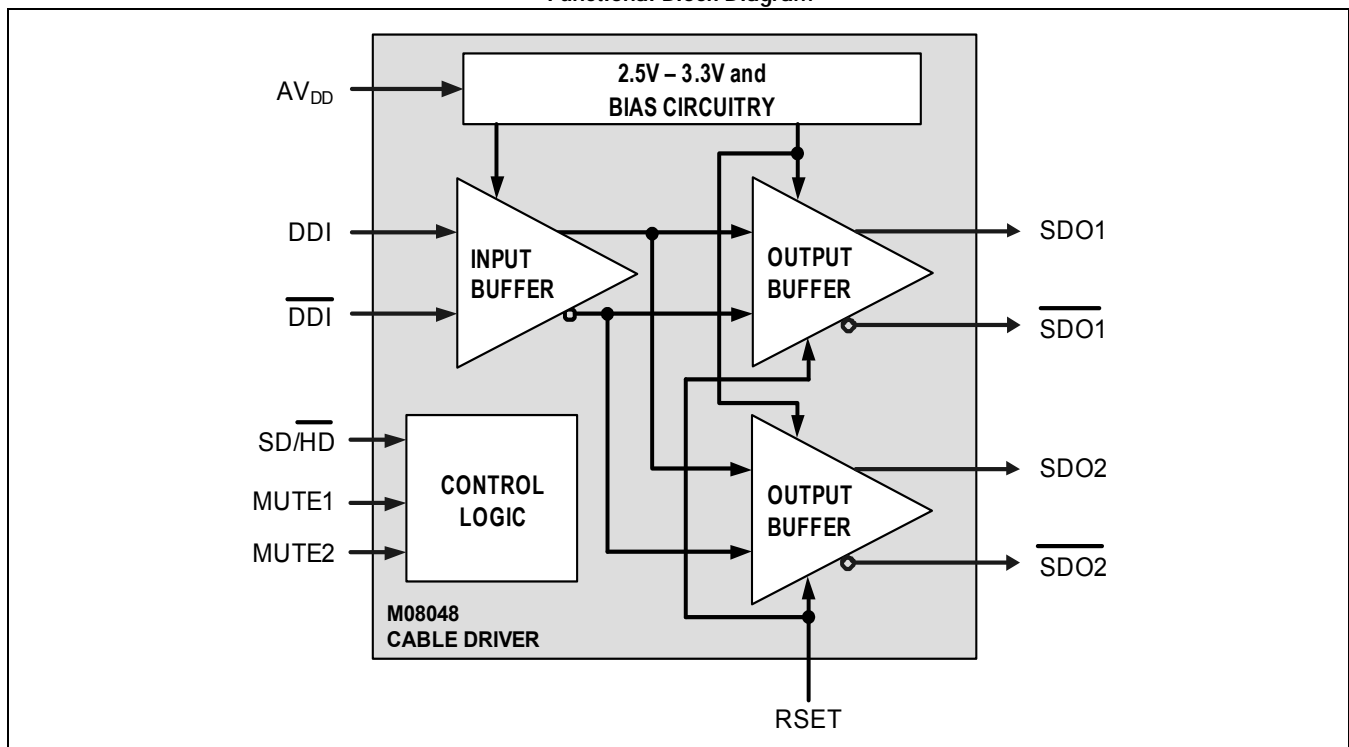 Functional Block Diagram
2.5V – 3.3V and
BIAS CIRCUITRY
AVDD
DDI
DDI
INPUT
BUFFER
OUTPUT
BUFFER
SDO1
SDO1
SD/HD
MUTE1
MUTE2
CONTROL
LOGIC
OUTPUT
BUFFER
SDO2
SDO2
M08048
CABLE DRIVER
RSET